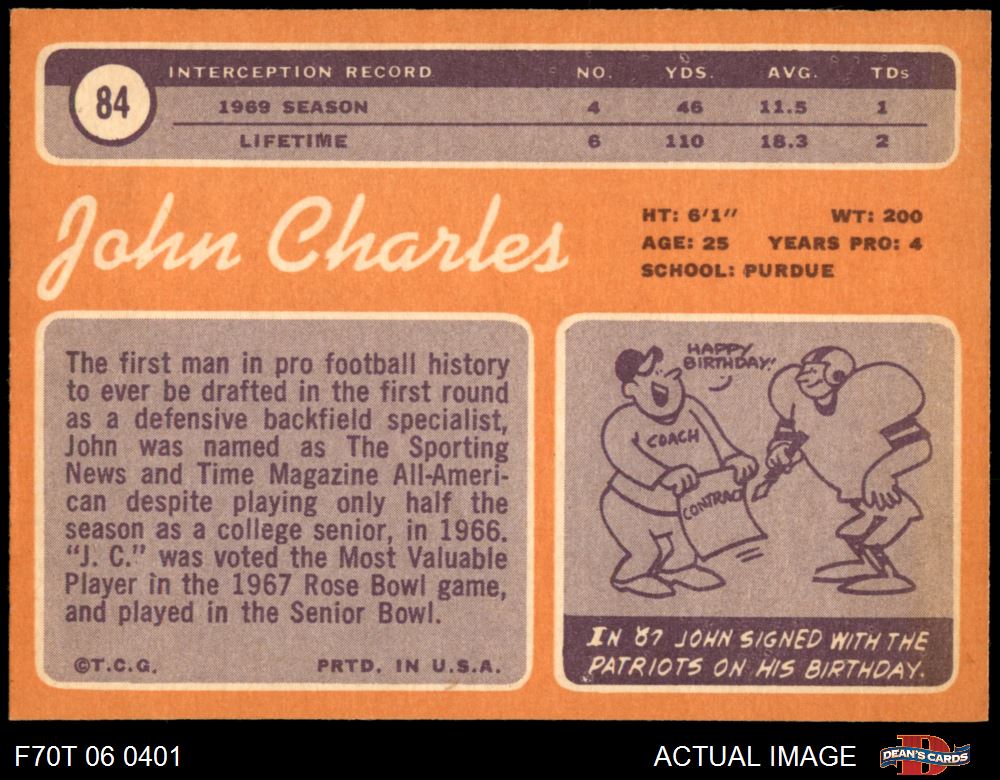 84
INTERCEPTION RECORD NO. YDS. AVG. TDs
1969 SEASON 4 46 11.5 1
LIFETIME 6 110 18.3 2
John Charles
HT: 6'1" WT: 200
AGE: 25 YEARS PRO: 4
SCHOOL: PURDUE
The first man in pro football history
to ever be drafted in the first round
as a defensive backfield specialist,
John was named as The Sporting
News and Time Magazine All-Ameri-
can despite playing only half the
season as a college senior, in 1966.
"J. C." was voted the Most Valuable
Player in the 1967 Rose Bowl game,
and played in the Senior Bowl.
©T.C.G. PRTD. IN U.S.A.
HAPPY
BIRTHDAY!
COACH
CONTRACT
IN '67 JOHN SIGNED WITH THE
PATRIOTS ON HIS BIRTHDAY.
F70T 06 0401
ACTUAL IMAGE
DEAN'S CARDS